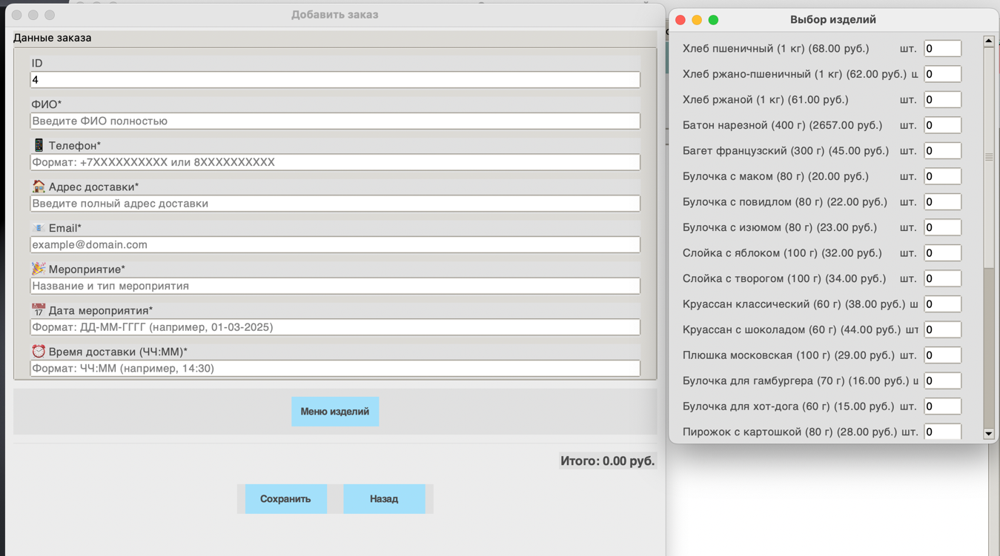 Добавить заказ
Данные заказа
ID
4
ФИО*
Введите ФИО полностью
Телефон*
Формат: +7XXXXXXXXXX или 8XXXXXXXXXX
Адрес доставки*
Введите полный адрес доставки
Email*
example@domain.com
Мероприятие*
Название и тип мероприятия
Дата мероприятия*
Формат: ДД-ММ-ГГГГ (например, 01-03-2025)
Время доставки (ЧЧ:ММ)*
Формат: ЧЧ:ММ (например, 14:30)
Меню изделий
Итого: 0.00 руб.
Сохранить
Назад
Выбор изделий
Хлеб пшеничный (1 кг) (68.00 руб.) шт. 0
Хлеб ржано-пшеничный (1 кг) (62.00 руб.) 0
Хлеб ржаной (1 кг) (61.00 руб.) шт. 0
Батон нарезной (400 г) (2657.00 руб.) шт. 0
Багет французский (300 г) (45.00 руб.) шт. 0
Булочка с маком (80 г) (20.00 руб.) шт. 0
Булочка с повидлом (80 г) (22.00 руб.) шт. 0
Булочка с изюмом (80 г) (23.00 руб.) шт. 0
Слойка с яблоком (100 г) (32.00 руб.) шт. 0
Слойка с творогом (100 г) (34.00 руб.) шт. 0
Круассан классический (60 г) (38.00 руб.) ш 0
Круассан с шоколадом (60 г) (44.00 руб.) шт 0
Плюшка московская (100 г) (29.00 руб.) шт. 0
Булочка для гамбургера (70 г) (16.00 руб.) 0
Булочка для хот-дога (60 г) (15.00 руб.) шт. 0
Пирожок с картошкой (80 г) (28.00 руб.) шт. 0